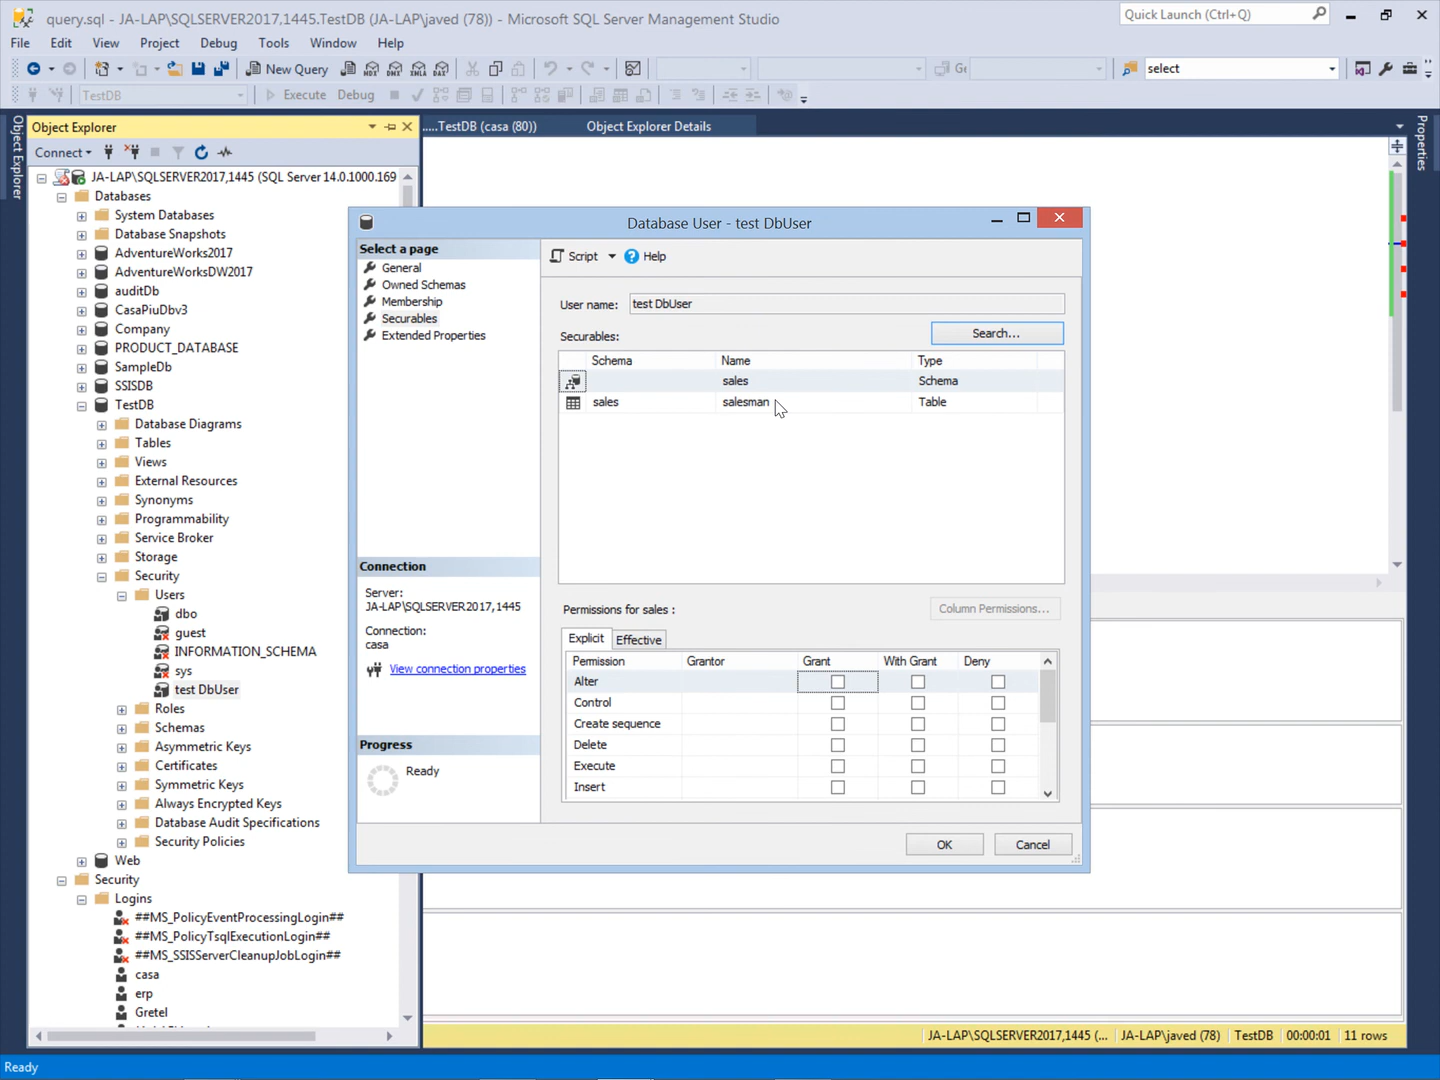 query.sql - JA-LAP\SQLSERVER2017,1445.TestDB (JA-LAP\javed (78)) - Microsoft SQL Server Management Studio
Quick Launch (Ctrl+Q)
File Edit View Project Debug Tools Window Help
New Query MDX DMX XMLA DAX Ge select
TestDB Execute Debug
Object Explorer
Object Explorer
.....TestDB (casa (80)) Object Explorer Details
Properties
Connect
JA-LAP\SQLSERVER2017,1445 (SQL Server 14.0.1000.169
Databases
System Databases
Database Snapshots
AdventureWorks2017
AdventureWorksDW2017
auditDb
CasaPiuDbv3
Company
PRODUCT_DATABASE
SampleDb
SSISDB
TestDB
Database Diagrams
Tables
Views
External Resources
Synonyms
Programmability
Service Broker
Storage
Security
Users
dbo
guest
INFORMATION_SCHEMA
sys
test DbUser
Roles
Schemas
Asymmetric Keys
Certificates
Symmetric Keys
Always Encrypted Keys
Database Audit Specifications
Security Policies
Web
Security
Logins
##MS_PolicyEventProcessingLogin##
##MS_PolicyTsqlExecutionLogin##
##MS_SSISServerCleanupJobLogin##
casa
erp
Gretel
Database User - test DbUser
Select a page
General
Owned Schemas
Membership
Securables
Extended Properties
Connection
Server:
JA-LAP\SQLSERVER2017,1445
Connection:
casa
View connection properties
Progress
Ready
Script Help
User name: test DbUser
Securables: Search...
Schema Name Type
sales Schema
sales salesman Table
Permissions for sales : Column Permissions...
Explicit Effective
Permission Grantor Grant With Grant Deny
Alter
Control
Create sequence
Delete
Execute
Insert
OK Cancel
JA-LAP\SQLSERVER2017,1445 (... JA-LAP\javed (78) TestDB 00:00:01 11 rows
Ready